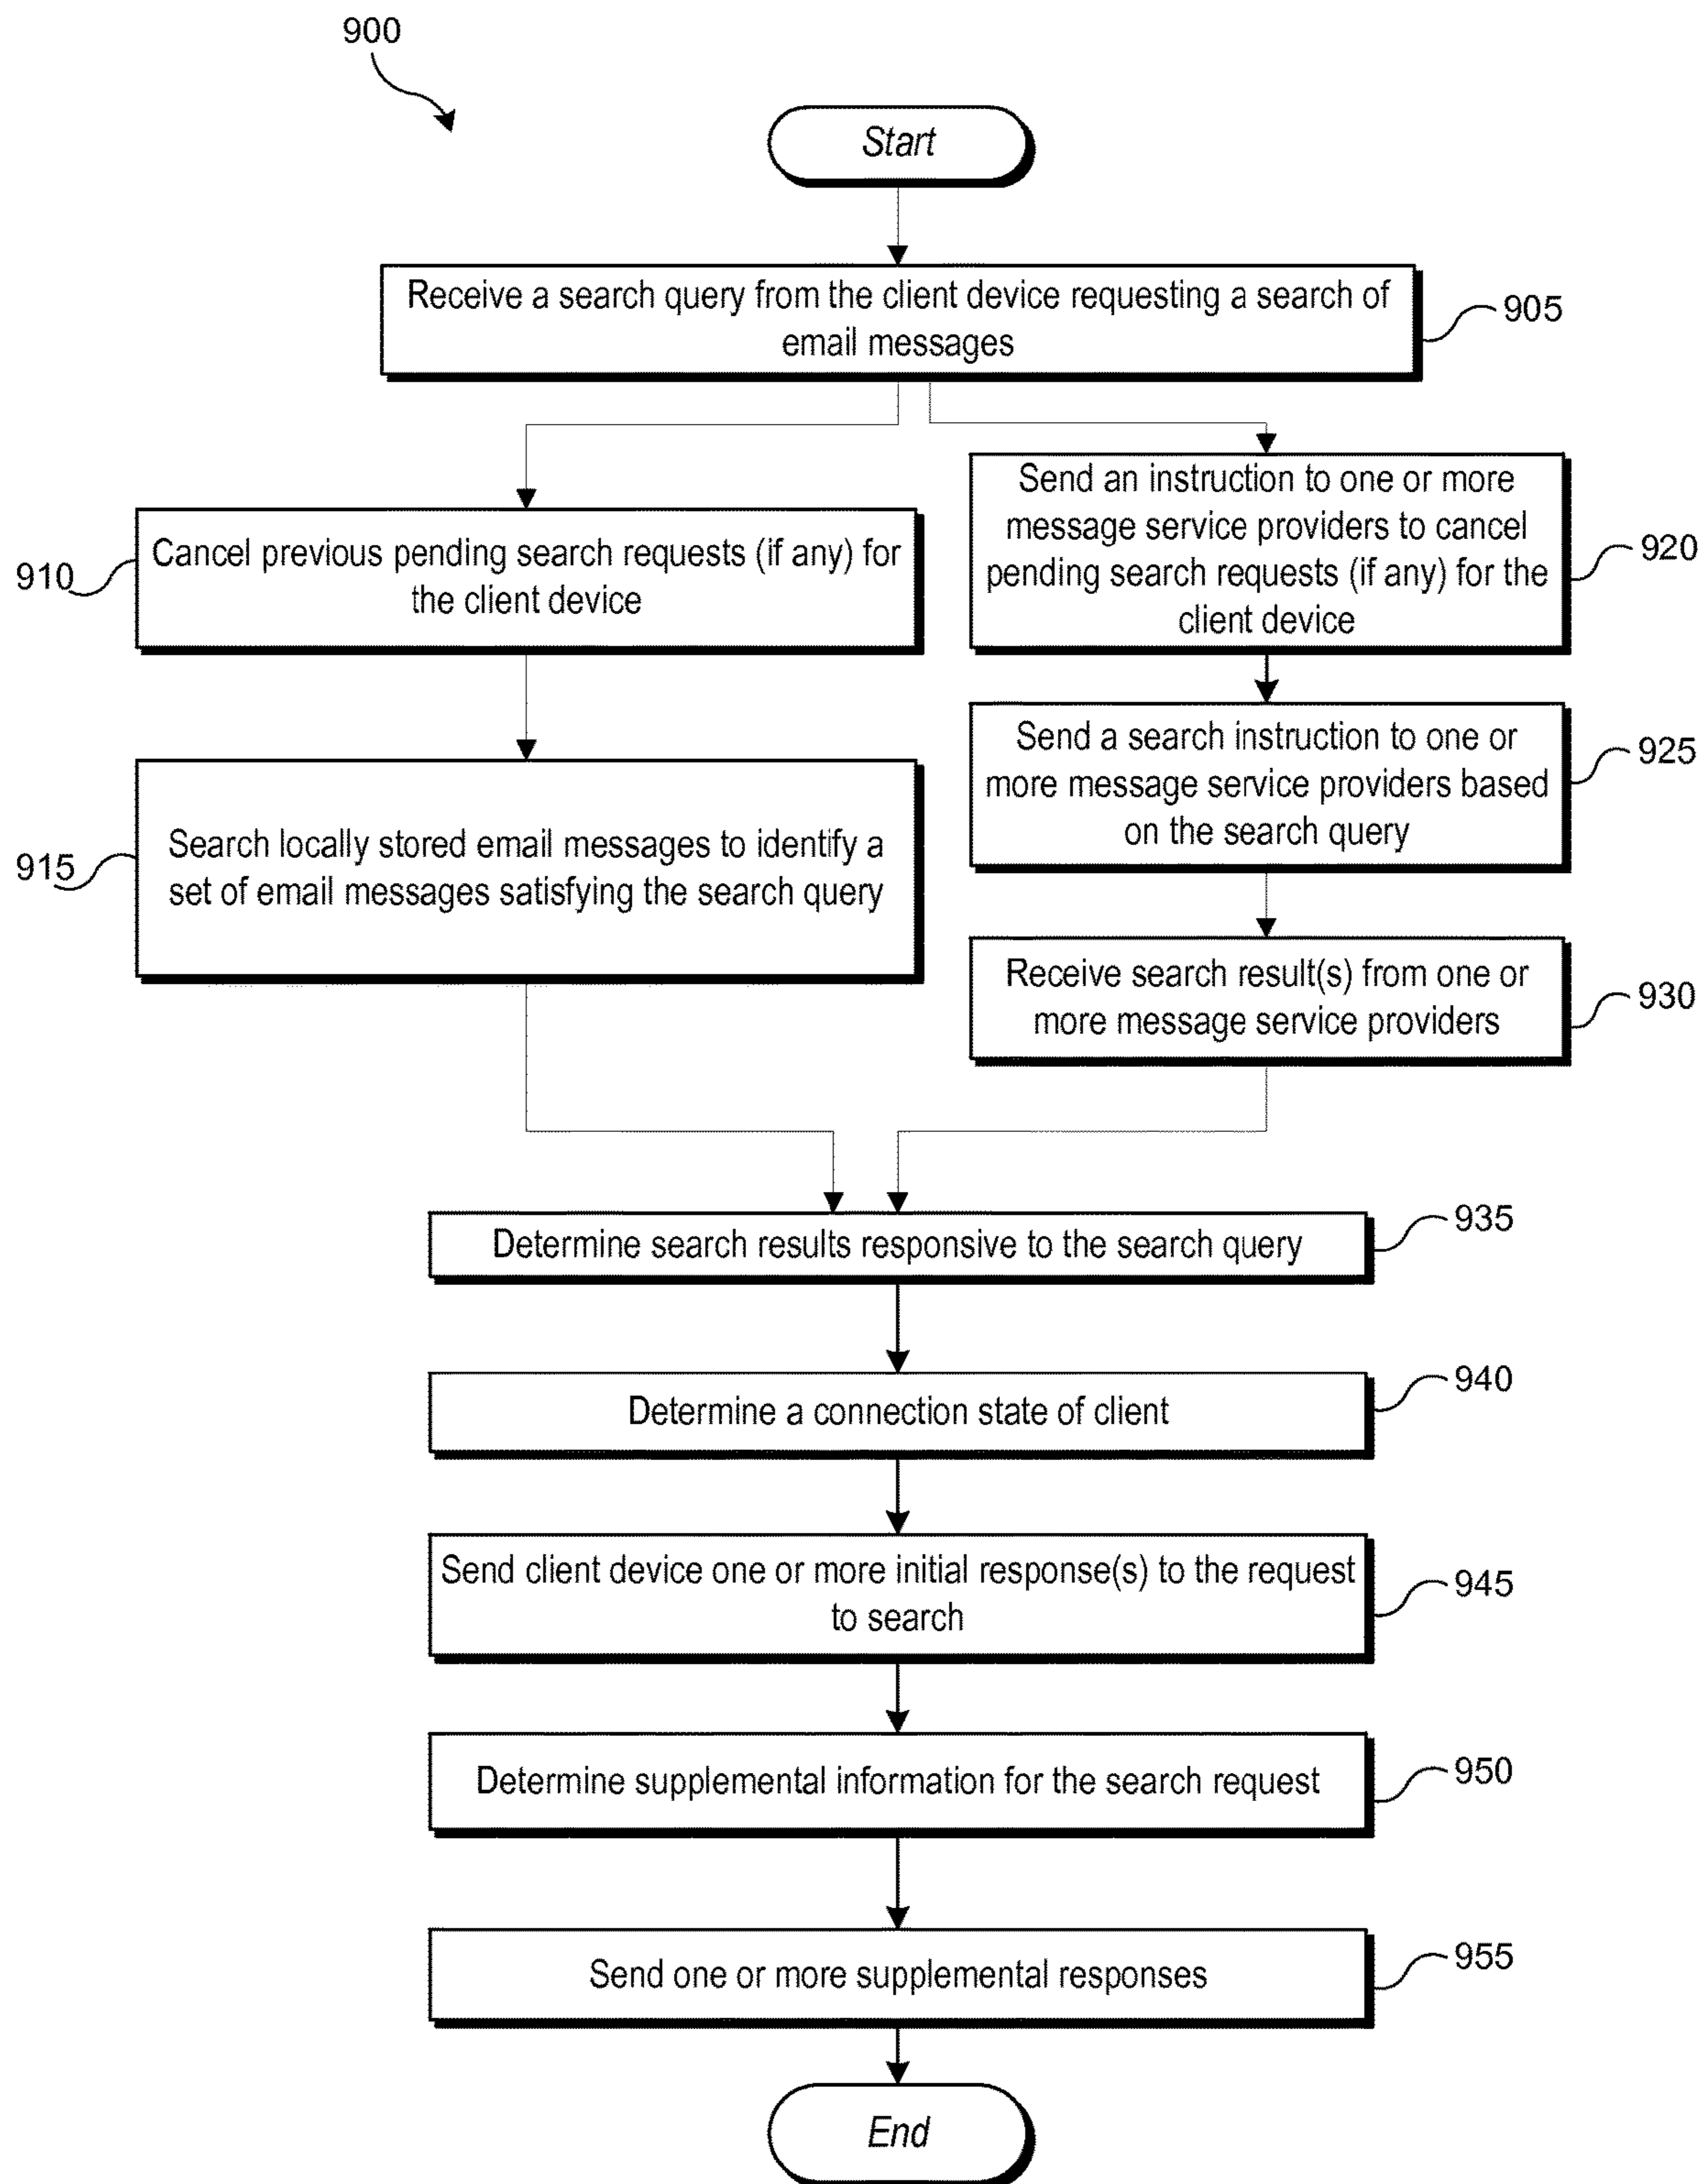 900
Start
Receive a search query from the client device requesting a search of
email messages
905
Cancel previous pending search requests (if any) for
the client device
910
Search locally stored email messages to identify a
set of email messages satisfying the search query
915
Send an instruction to one or more
message service providers to cancel
pending search requests (if any) for the
client device
920
Send a search instruction to one or
more message service providers based
on the search query
925
Receive search result(s) from one or
more message service providers
930
Determine search results responsive to the search query
935
Determine a connection state of client
940
Send client device one or more initial response(s) to the request
to search
945
Determine supplemental information for the search request
950
Send one or more supplemental responses
955
End